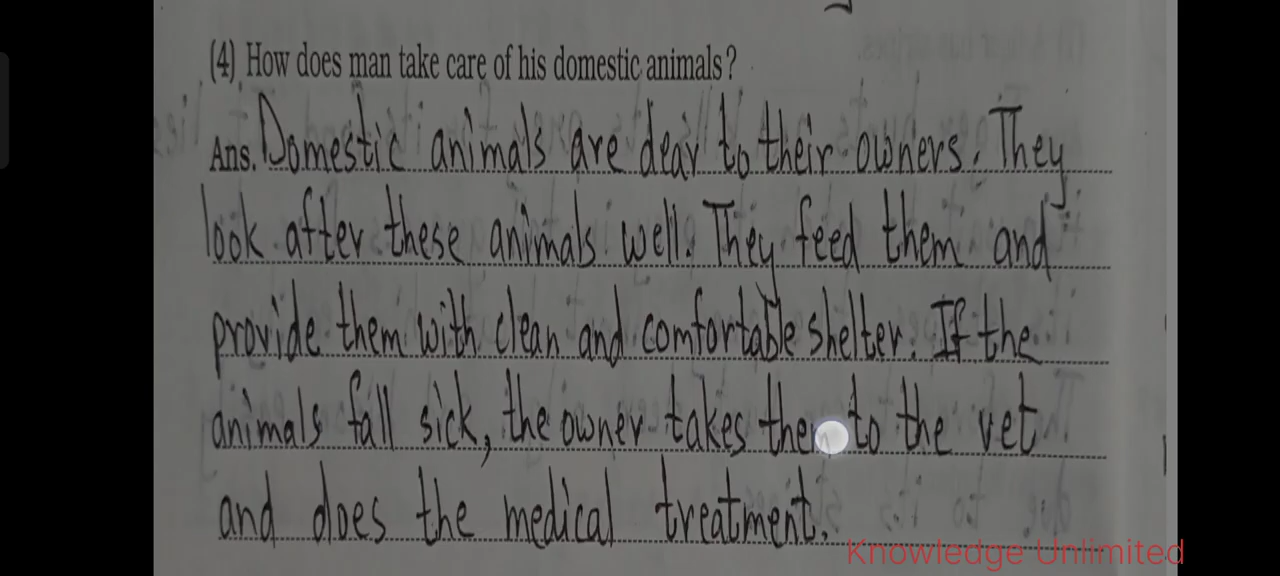 (4) How does man take care of his domestic animals?
Ans. Domestic animals are dear to their owners. They
look after these animals well. They feed them and
provide them with clean and comfortable shelter. If the
animals fall sick, the owner takes them to the vet
and does the medical treatment.
Knowledge Unlimited